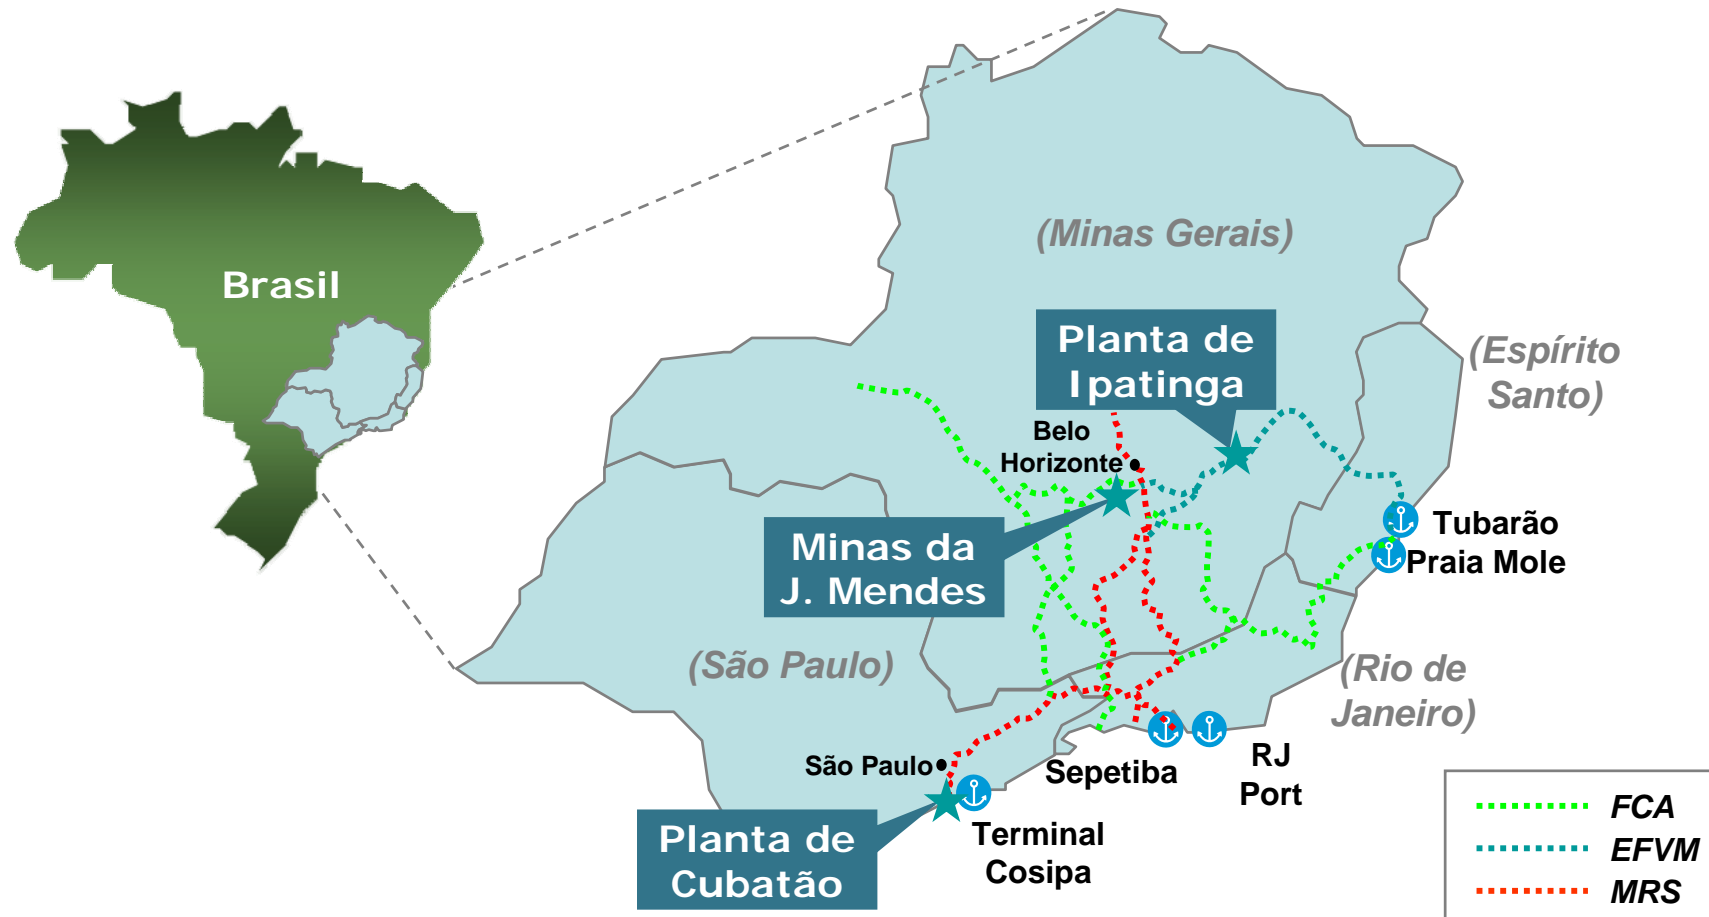 Brasil
(Minas Gerais)
Planta de
Ipatinga
(Espírito
Santo)
Belo
Horizonte
Minas da
J. Mendes
Tubarão
Praia Mole
(São Paulo)
(Rio de
Janeiro)
São Paulo
Sepetiba
RJ
Port
Planta de
Cubatão
Terminal
Cosipa
FCA
EFVM
MRS